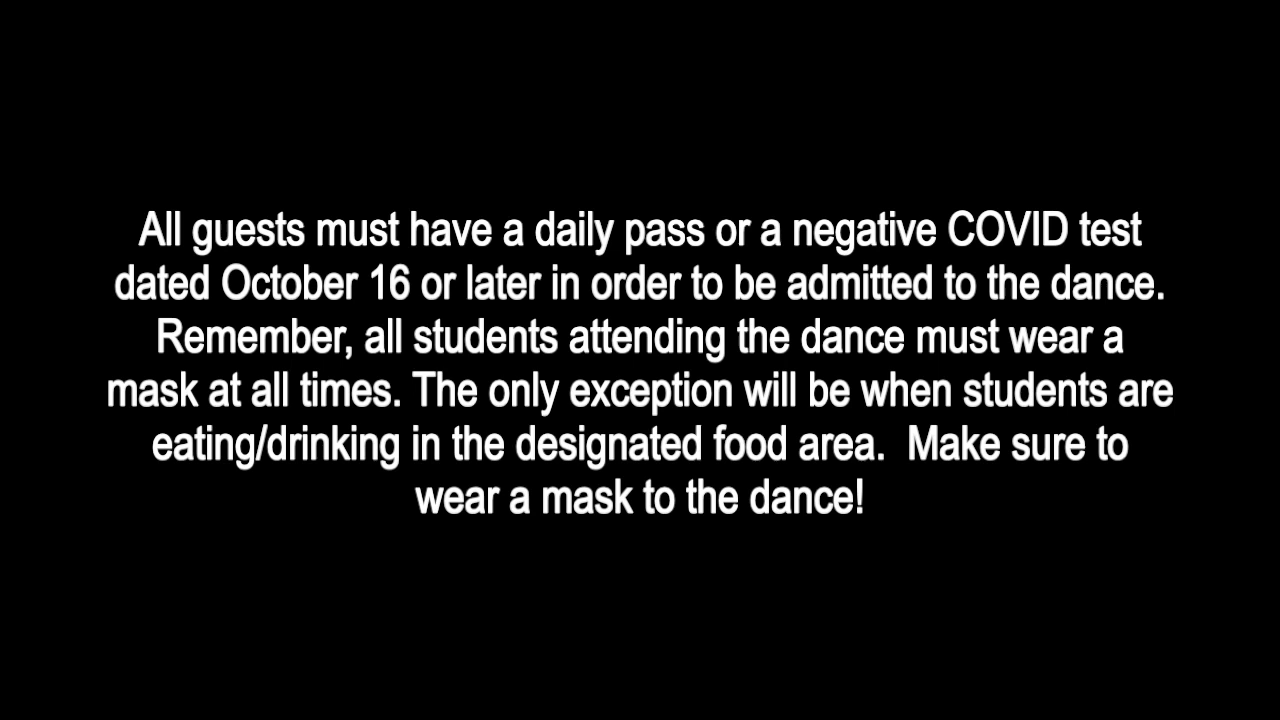 All guests must have a daily pass or a negative COVID test
dated October 16 or later in order to be admitted to the dance.
Remember, all students attending the dance must wear a
mask at all times. The only exception will be when students are
eating/drinking in the designated food area.  Make sure to
wear a mask to the dance!